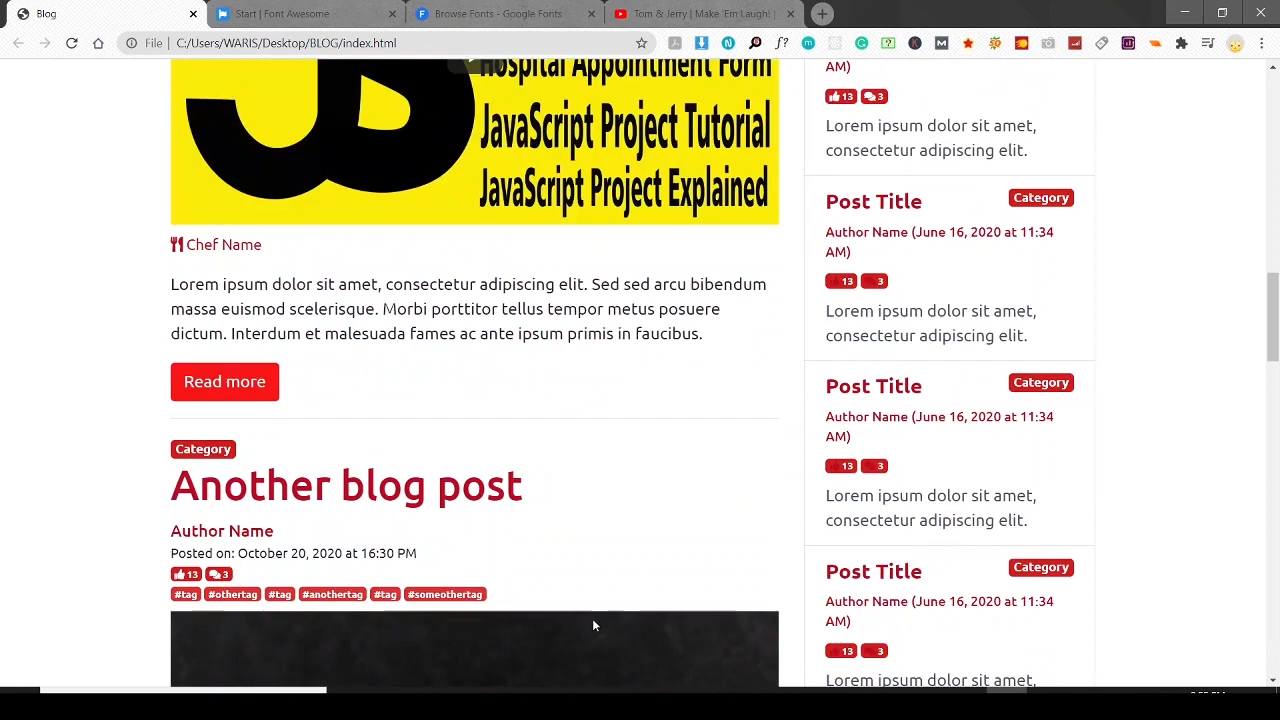 Blog
Start | Font Awesome
Browse Fonts - Google Fonts
Tom & Jerry | Make 'Em Laugh! |
File | C:/Users/WARIS/Desktop/BLOG/index.html
Hospital Appointment Form
JavaScript Project Tutorial
JavaScript Project Explained
Chef Name
Lorem ipsum dolor sit amet, consectetur adipiscing elit. Sed sed arcu bibendum
massa euismod scelerisque. Morbi porttitor tellus tempor metus posuere
dictum. Interdum et malesuada fames ac ante ipsum primis in faucibus.
Read more
Category
Another blog post
Author Name
Posted on: October 20, 2020 at 16:30 PM
13 3
#tag #othertag #tag #anothertag #tag #someothertag
AM)
13 3
Lorem ipsum dolor sit amet,
consectetur adipiscing elit.
Post Title Category
Author Name (June 16, 2020 at 11:34
AM)
13 3
Lorem ipsum dolor sit amet,
consectetur adipiscing elit.
Post Title Category
Author Name (June 16, 2020 at 11:34
AM)
13 3
Lorem ipsum dolor sit amet,
consectetur adipiscing elit.
Post Title Category
Author Name (June 16, 2020 at 11:34
AM)
13 3
Lorem ipsum dolor sit amet,